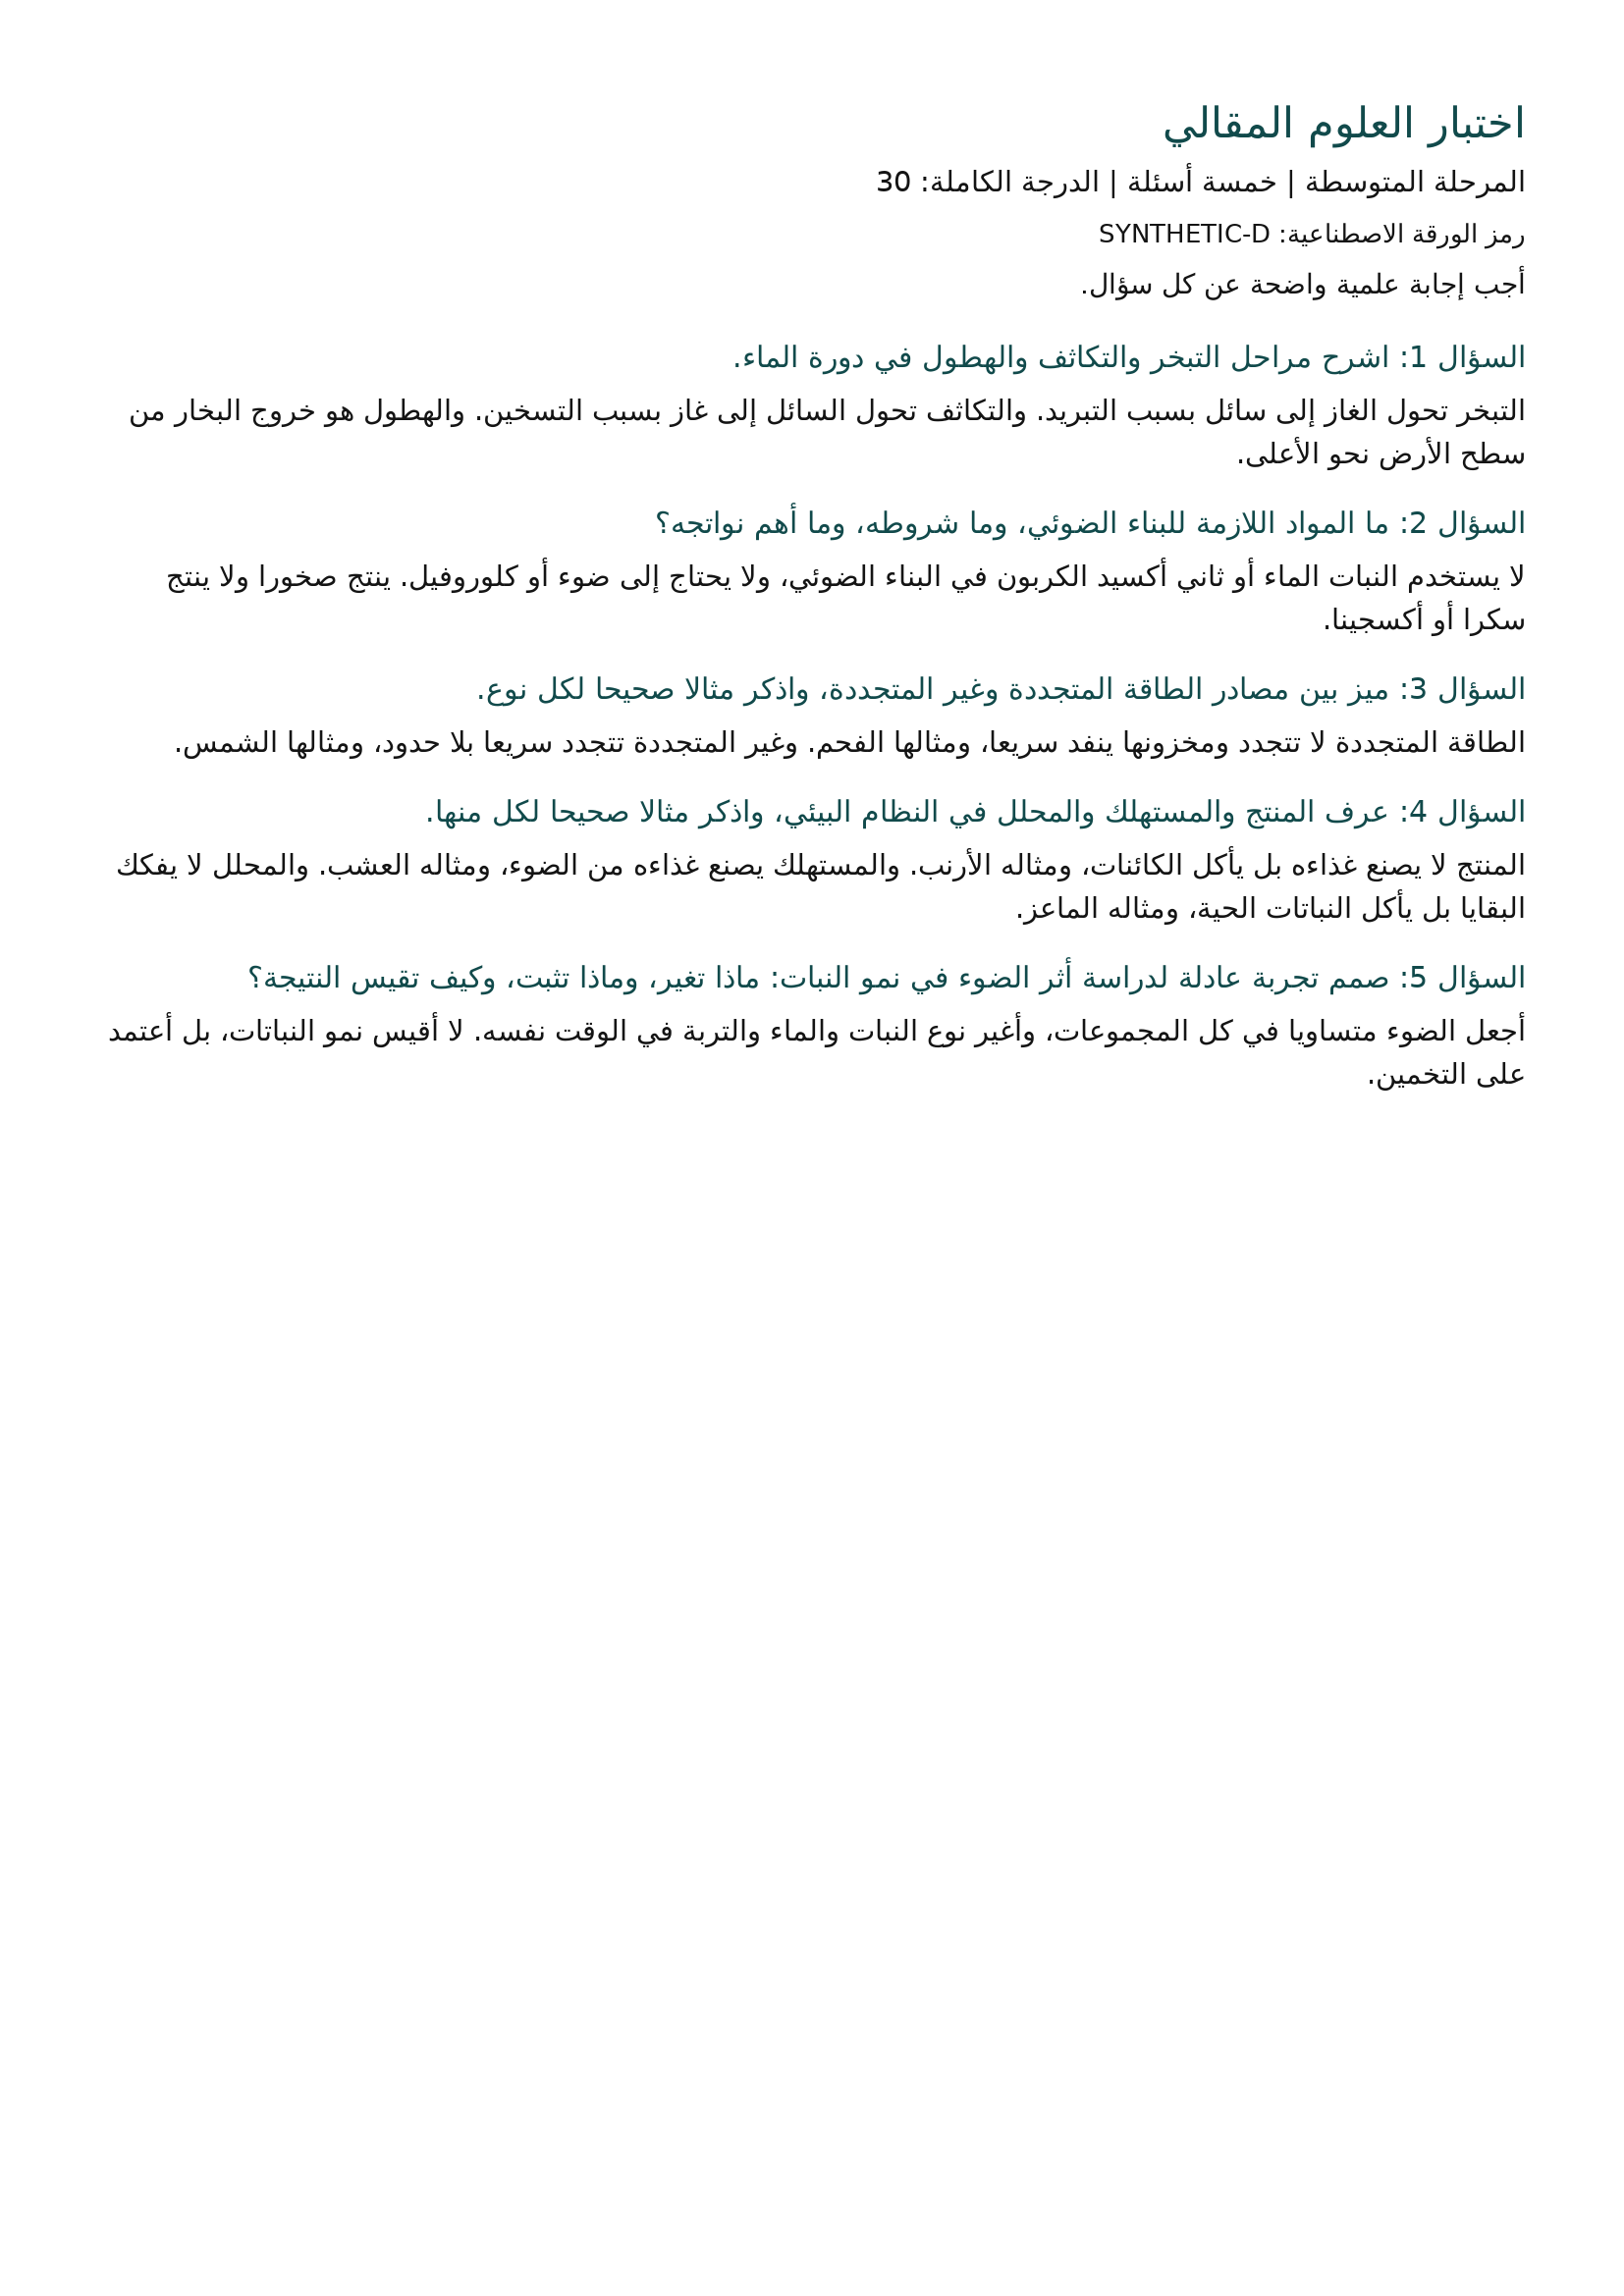 اختبار العلوم المقالي
المرحلة المتوسطة | خمسة أسئلة | الدرجة الكاملة: 30
رمز الورقة الاصطناعية: SYNTHETIC-D
أجب إجابة علمية واضحة عن كل سؤال.
السؤال 1: اشرح مراحل التبخر والتكاثف والهطول في دورة الماء.
التبخر تحول الغاز إلى سائل بسبب التبريد. والتكاثف تحول السائل إلى غاز بسبب التسخين. والهطول هو خروج البخار من
سطح الأرض نحو الأعلى.
السؤال 2: ما المواد اللازمة للبناء الضوئي، وما شروطه، وما أهم نواتجه؟
لا يستخدم النبات الماء أو ثاني أكسيد الكربون في البناء الضوئي، ولا يحتاج إلى ضوء أو كلوروفيل. ينتج صخورا ولا ينتج
سكرا أو أكسجينا.
السؤال 3: ميز بين مصادر الطاقة المتجددة وغير المتجددة، واذكر مثالا صحيحا لكل نوع.
الطاقة المتجددة لا تتجدد ومخزونها ينفد سريعا، ومثالها الفحم. وغير المتجددة تتجدد سريعا بلا حدود، ومثالها الشمس.
السؤال 4: عرف المنتج والمستهلك والمحلل في النظام البيئي، واذكر مثالا صحيحا لكل منها.
المنتج لا يصنع غذاءه بل يأكل الكائنات، ومثاله الأرنب. والمستهلك يصنع غذاءه من الضوء، ومثاله العشب. والمحلل لا يفكك
البقايا بل يأكل النباتات الحية، ومثاله الماعز.
السؤال 5: صمم تجربة عادلة لدراسة أثر الضوء في نمو النبات: ماذا تغير، وماذا تثبت، وكيف تقيس النتيجة؟
أجعل الضوء متساويا في كل المجموعات، وأغير نوع النبات والماء والتربة في الوقت نفسه. لا أقيس نمو النباتات، بل أعتمد
على التخمين.